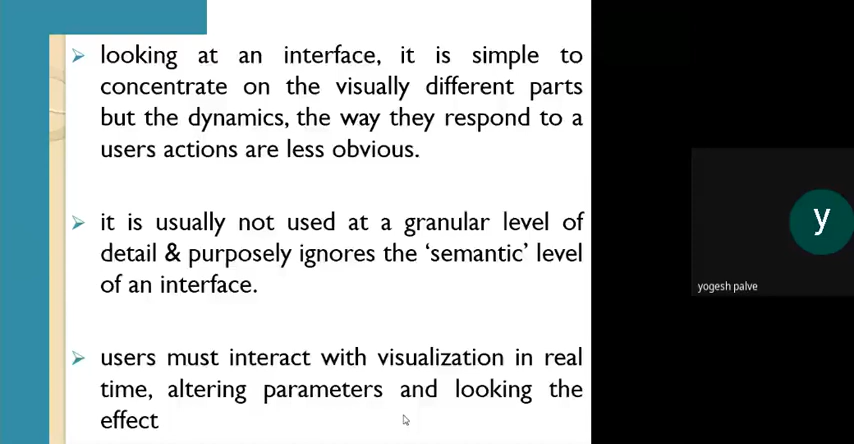 looking at an interface, it is simple to
concentrate on the visually different parts
but the dynamics, the way they respond to a
users actions are less obvious.
it is usually not used at a granular level of
detail & purposely ignores the ‘semantic’ level
of an interface.
users must interact with visualization in real
time, altering parameters and looking the
effect
y
yogesh palve